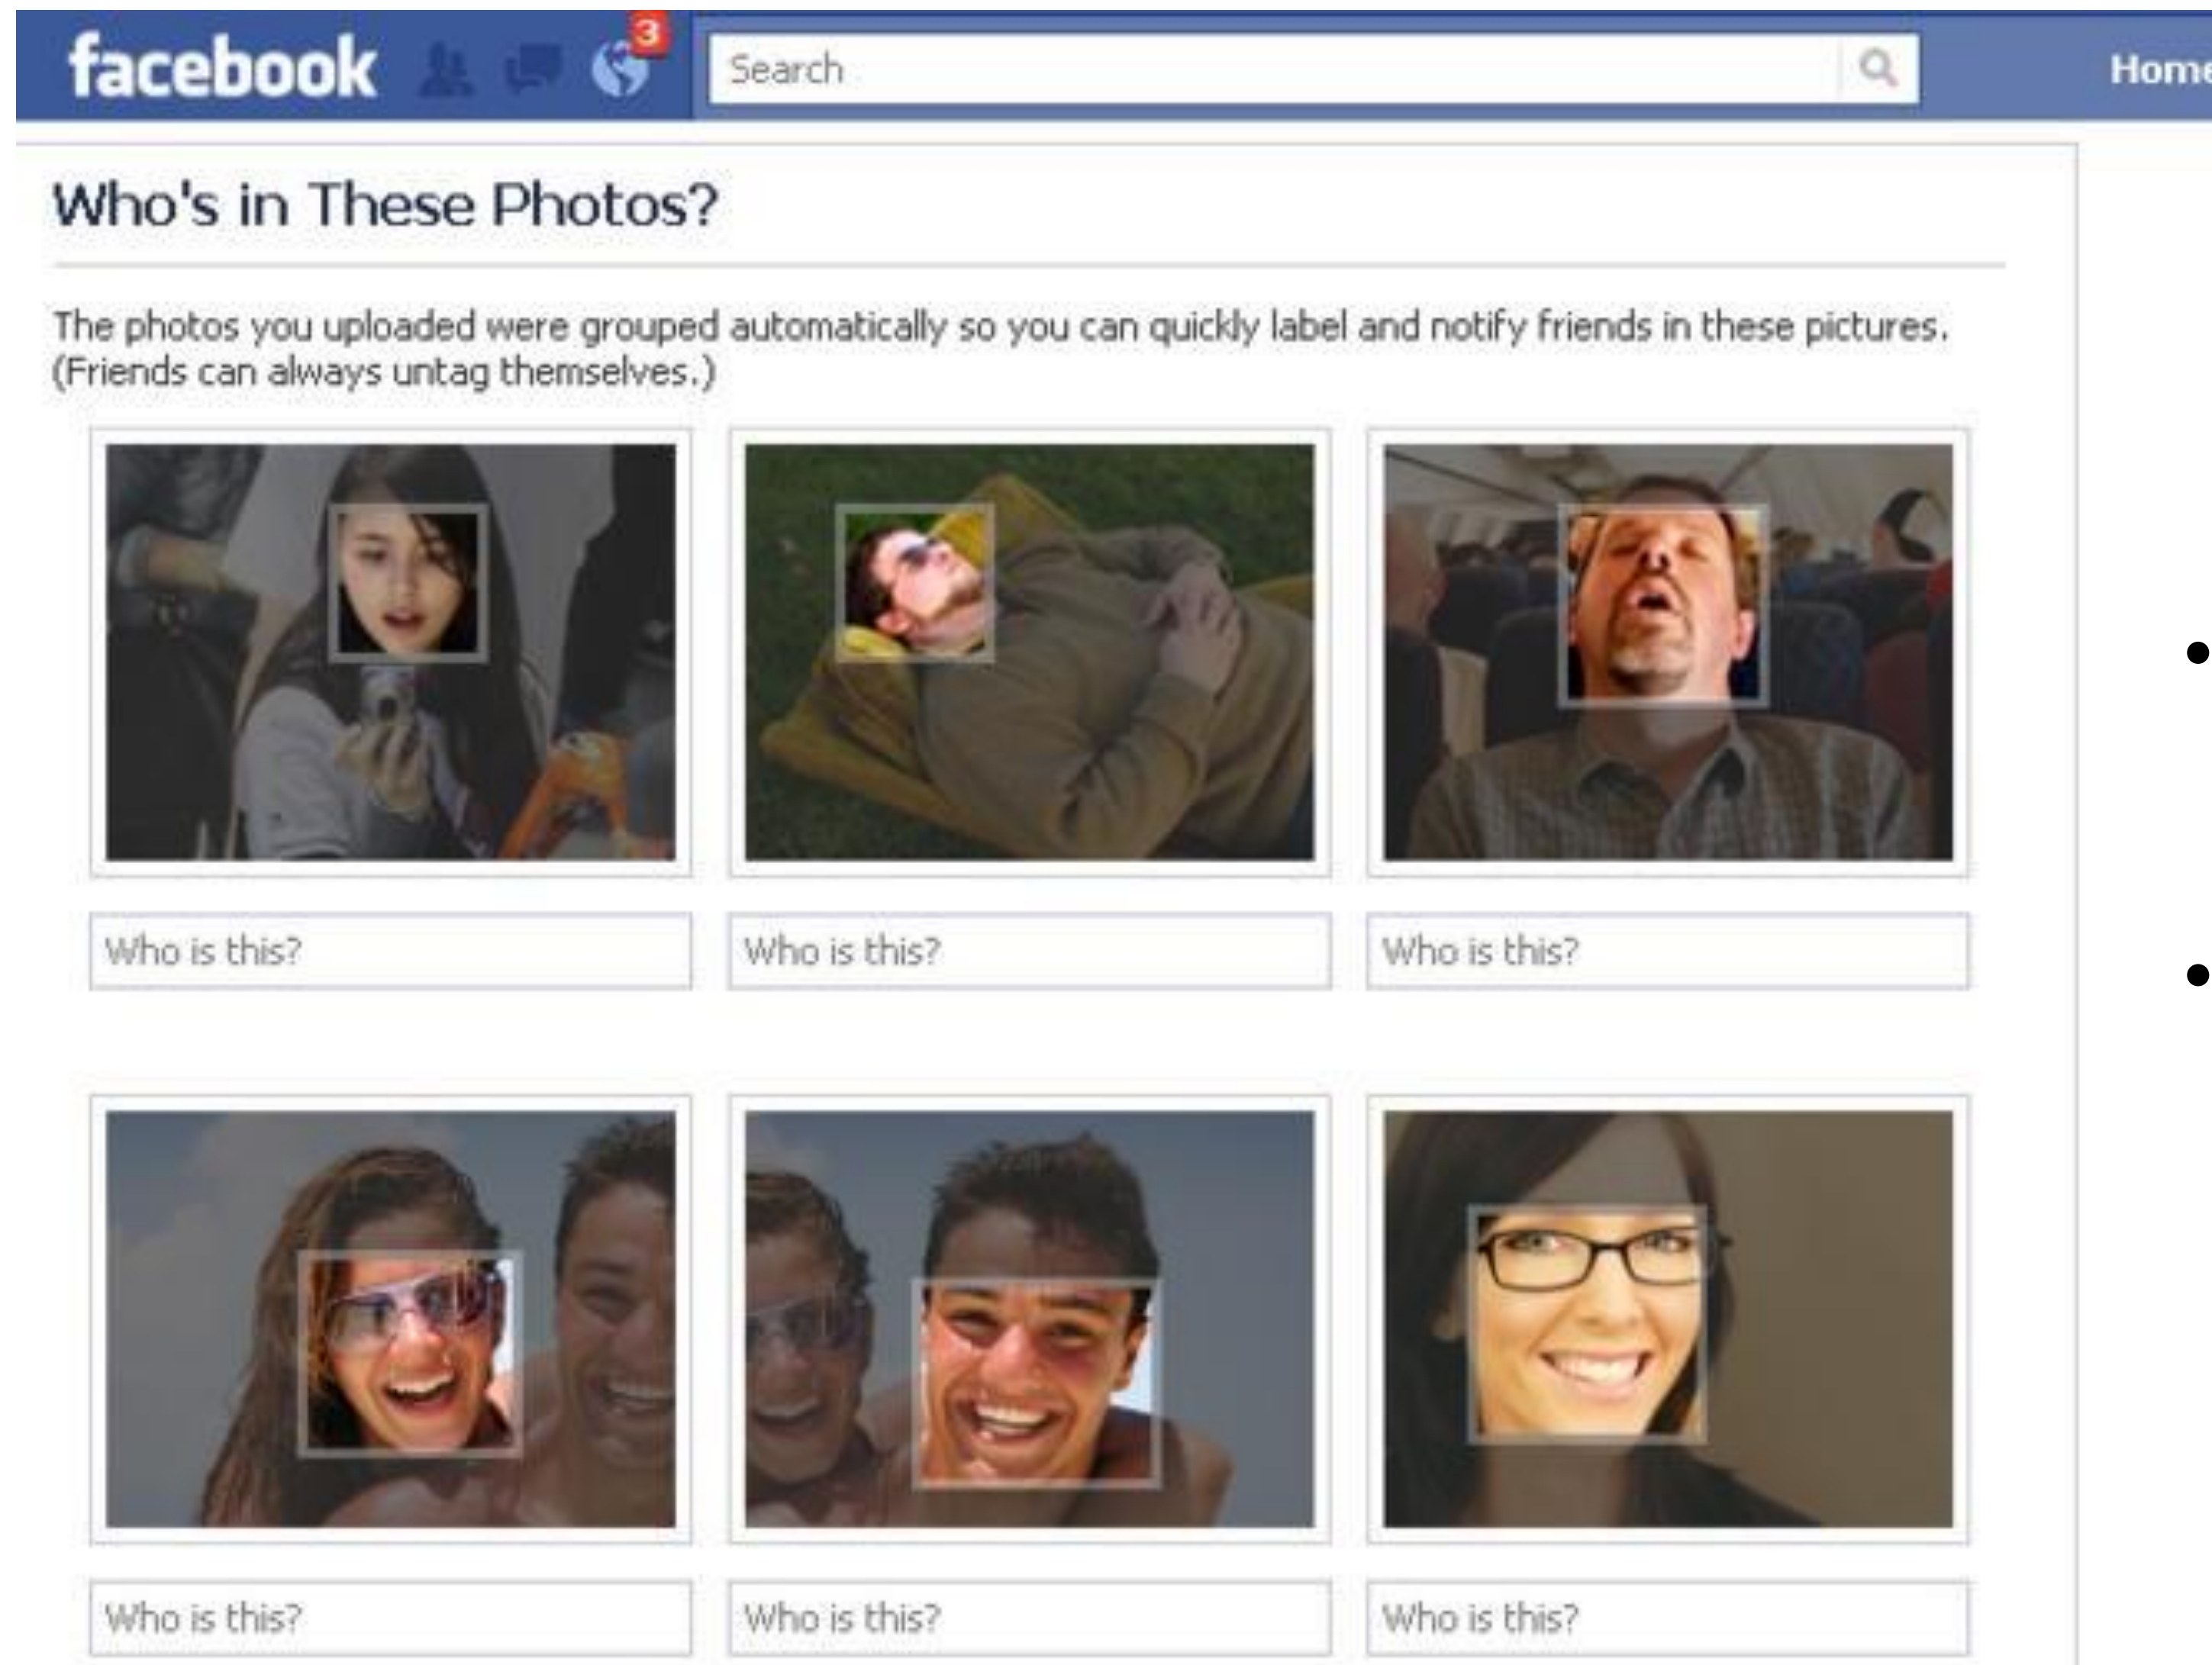 facebook 3 Search Home
Who's in These Photos?
The photos you uploaded were grouped automatically so you can quickly label and notify friends in these pictures.
(Friends can always untag themselves.)
Who is this? Who is this? Who is this?
Who is this? Who is this? Who is this?